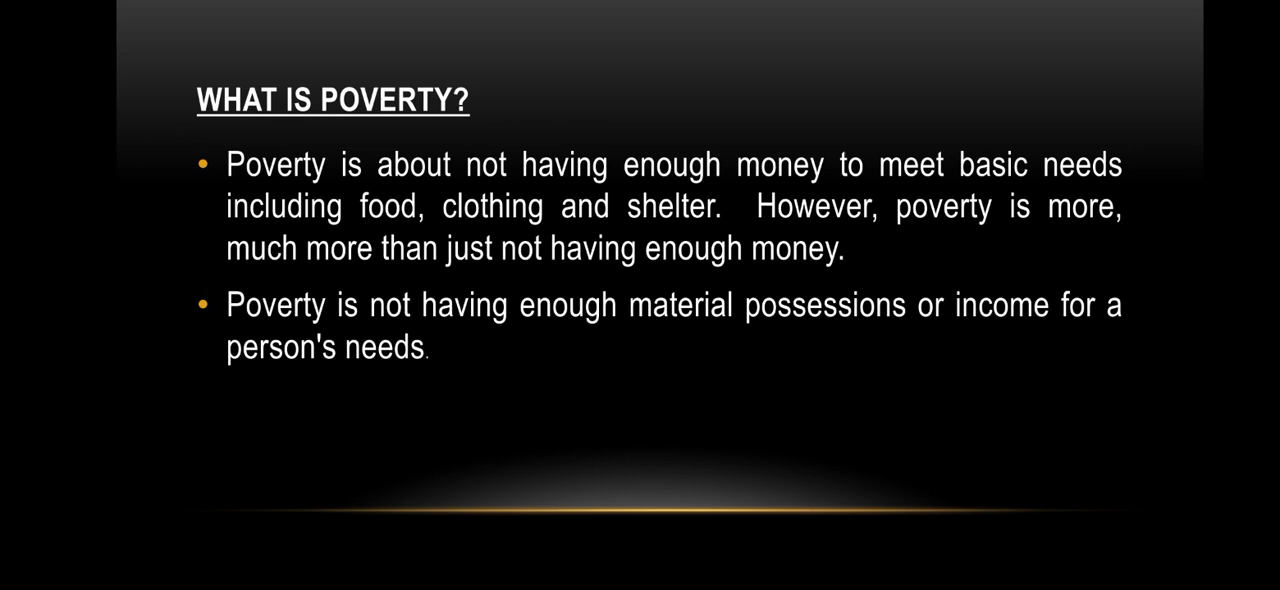 WHAT IS POVERTY?
• Poverty is about not having enough money to meet basic needs
including food, clothing and shelter.  However, poverty is more,
much more than just not having enough money.
• Poverty is not having enough material possessions or income for a
person's needs.